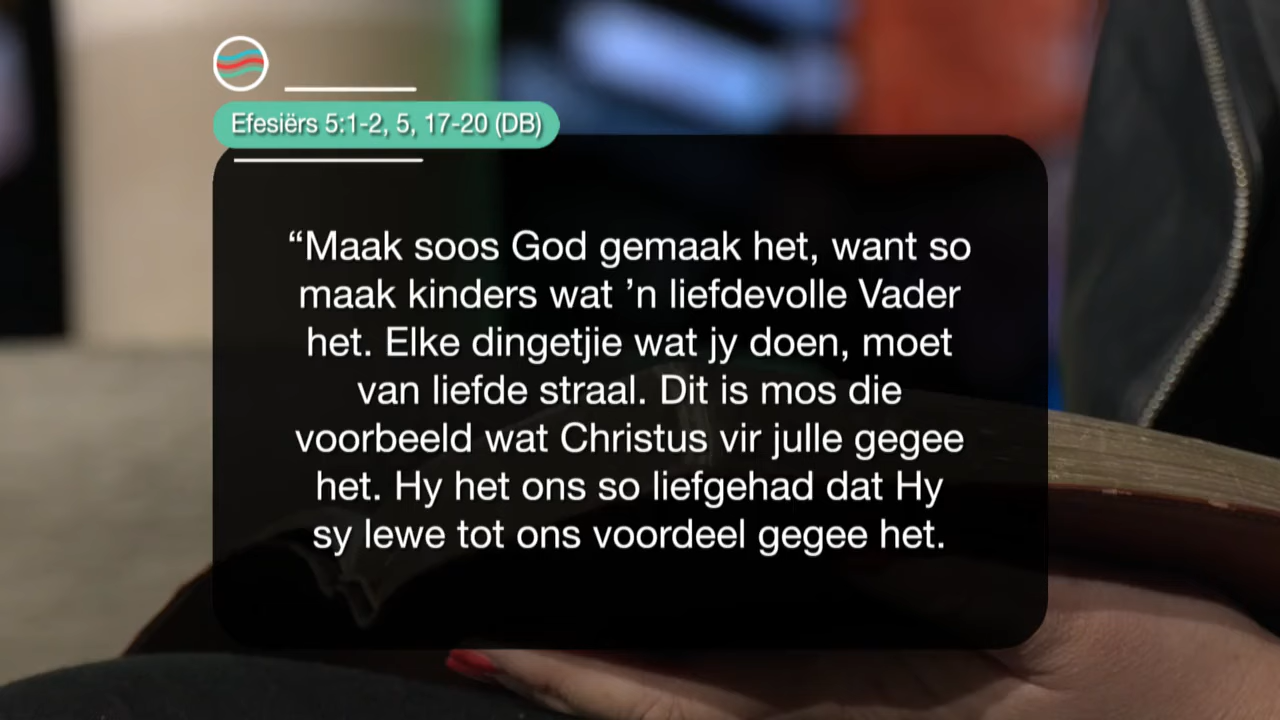 Efesiërs 5:1-2, 5, 17-20 (DB)
“Maak soos God gemaak het, want so
maak kinders wat ’n liefdevolle Vader
het. Elke dingetjie wat jy doen, moet
van liefde straal. Dit is mos die
voorbeeld wat Christus vir julle gegee
het. Hy het ons so liefgehad dat Hy
sy lewe tot ons voordeel gegee het.